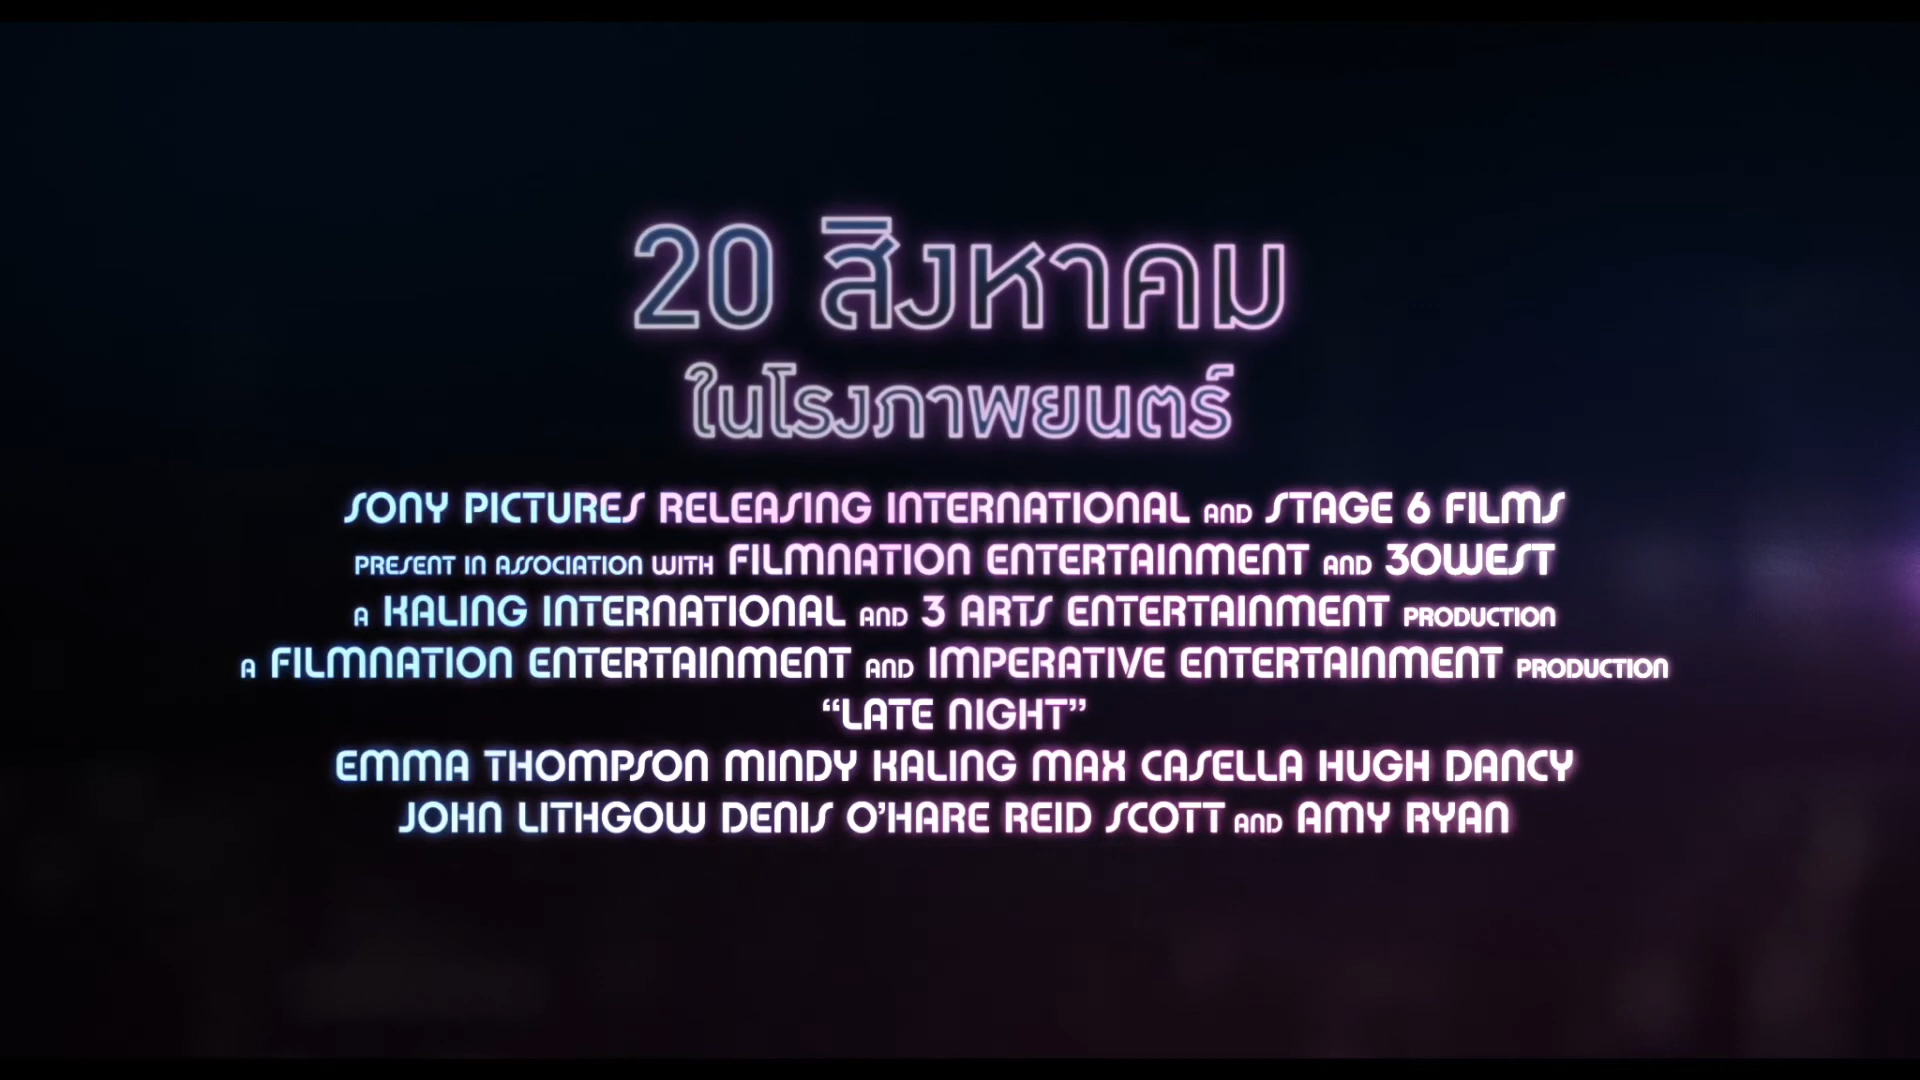 20 สิงหาคม
ในโรงภาพยนตร์
SONY PICTURES RELEASING INTERNATIONAL AND STAGE 6 FILMS
PRESENT IN ASSOCIATION WITH FILMNATION ENTERTAINMENT AND 30WEST
A KALING INTERNATIONAL AND 3 ARTS ENTERTAINMENT PRODUCTION
A FILMNATION ENTERTAINMENT AND IMPERATIVE ENTERTAINMENT PRODUCTION
“LATE NIGHT”
EMMA THOMPSON MINDY KALING MAX CASELLA HUGH DANCY
JOHN LITHGOW DENIS O’HARE REID SCOTT AND AMY RYAN